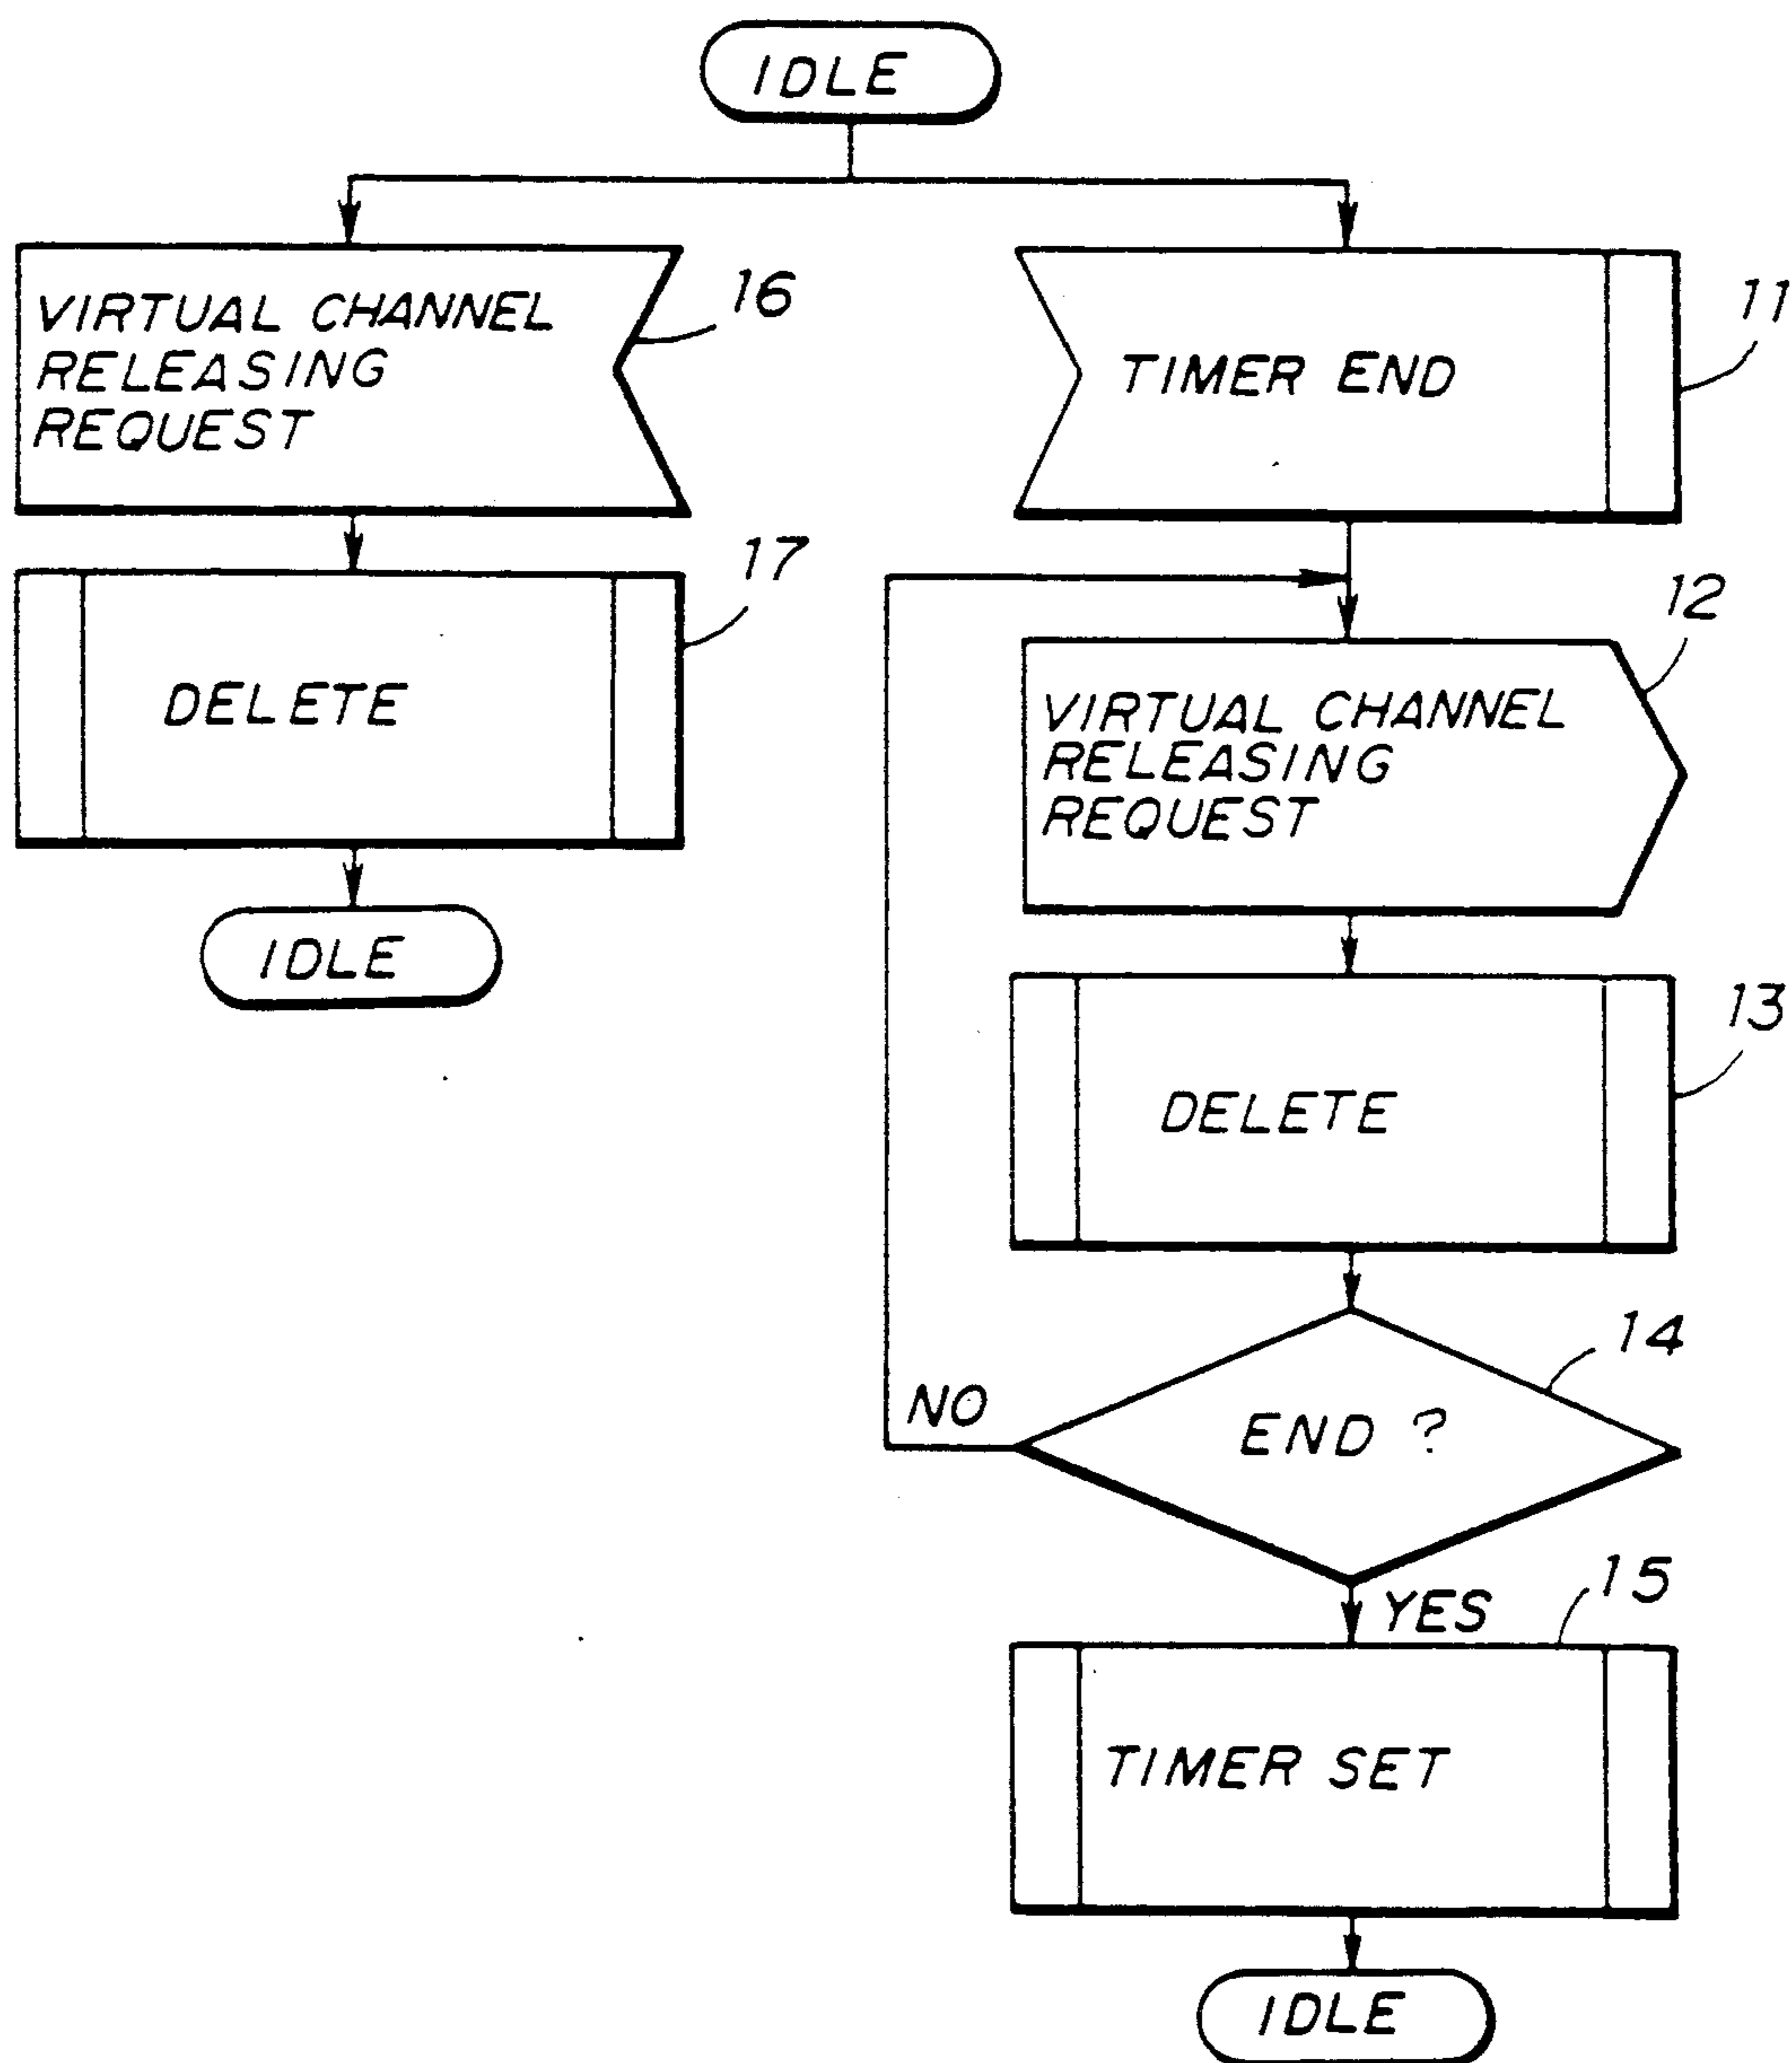 IDLE
VIRTUAL CHANNEL
RELEASING
REQUEST
16
TIMER END
11
DELETE
17
IDLE
VIRTUAL CHANNEL
RELEASING
REQUEST
12
DELETE
13
END ?
14
NO
YES
15
TIMER SET
IDLE